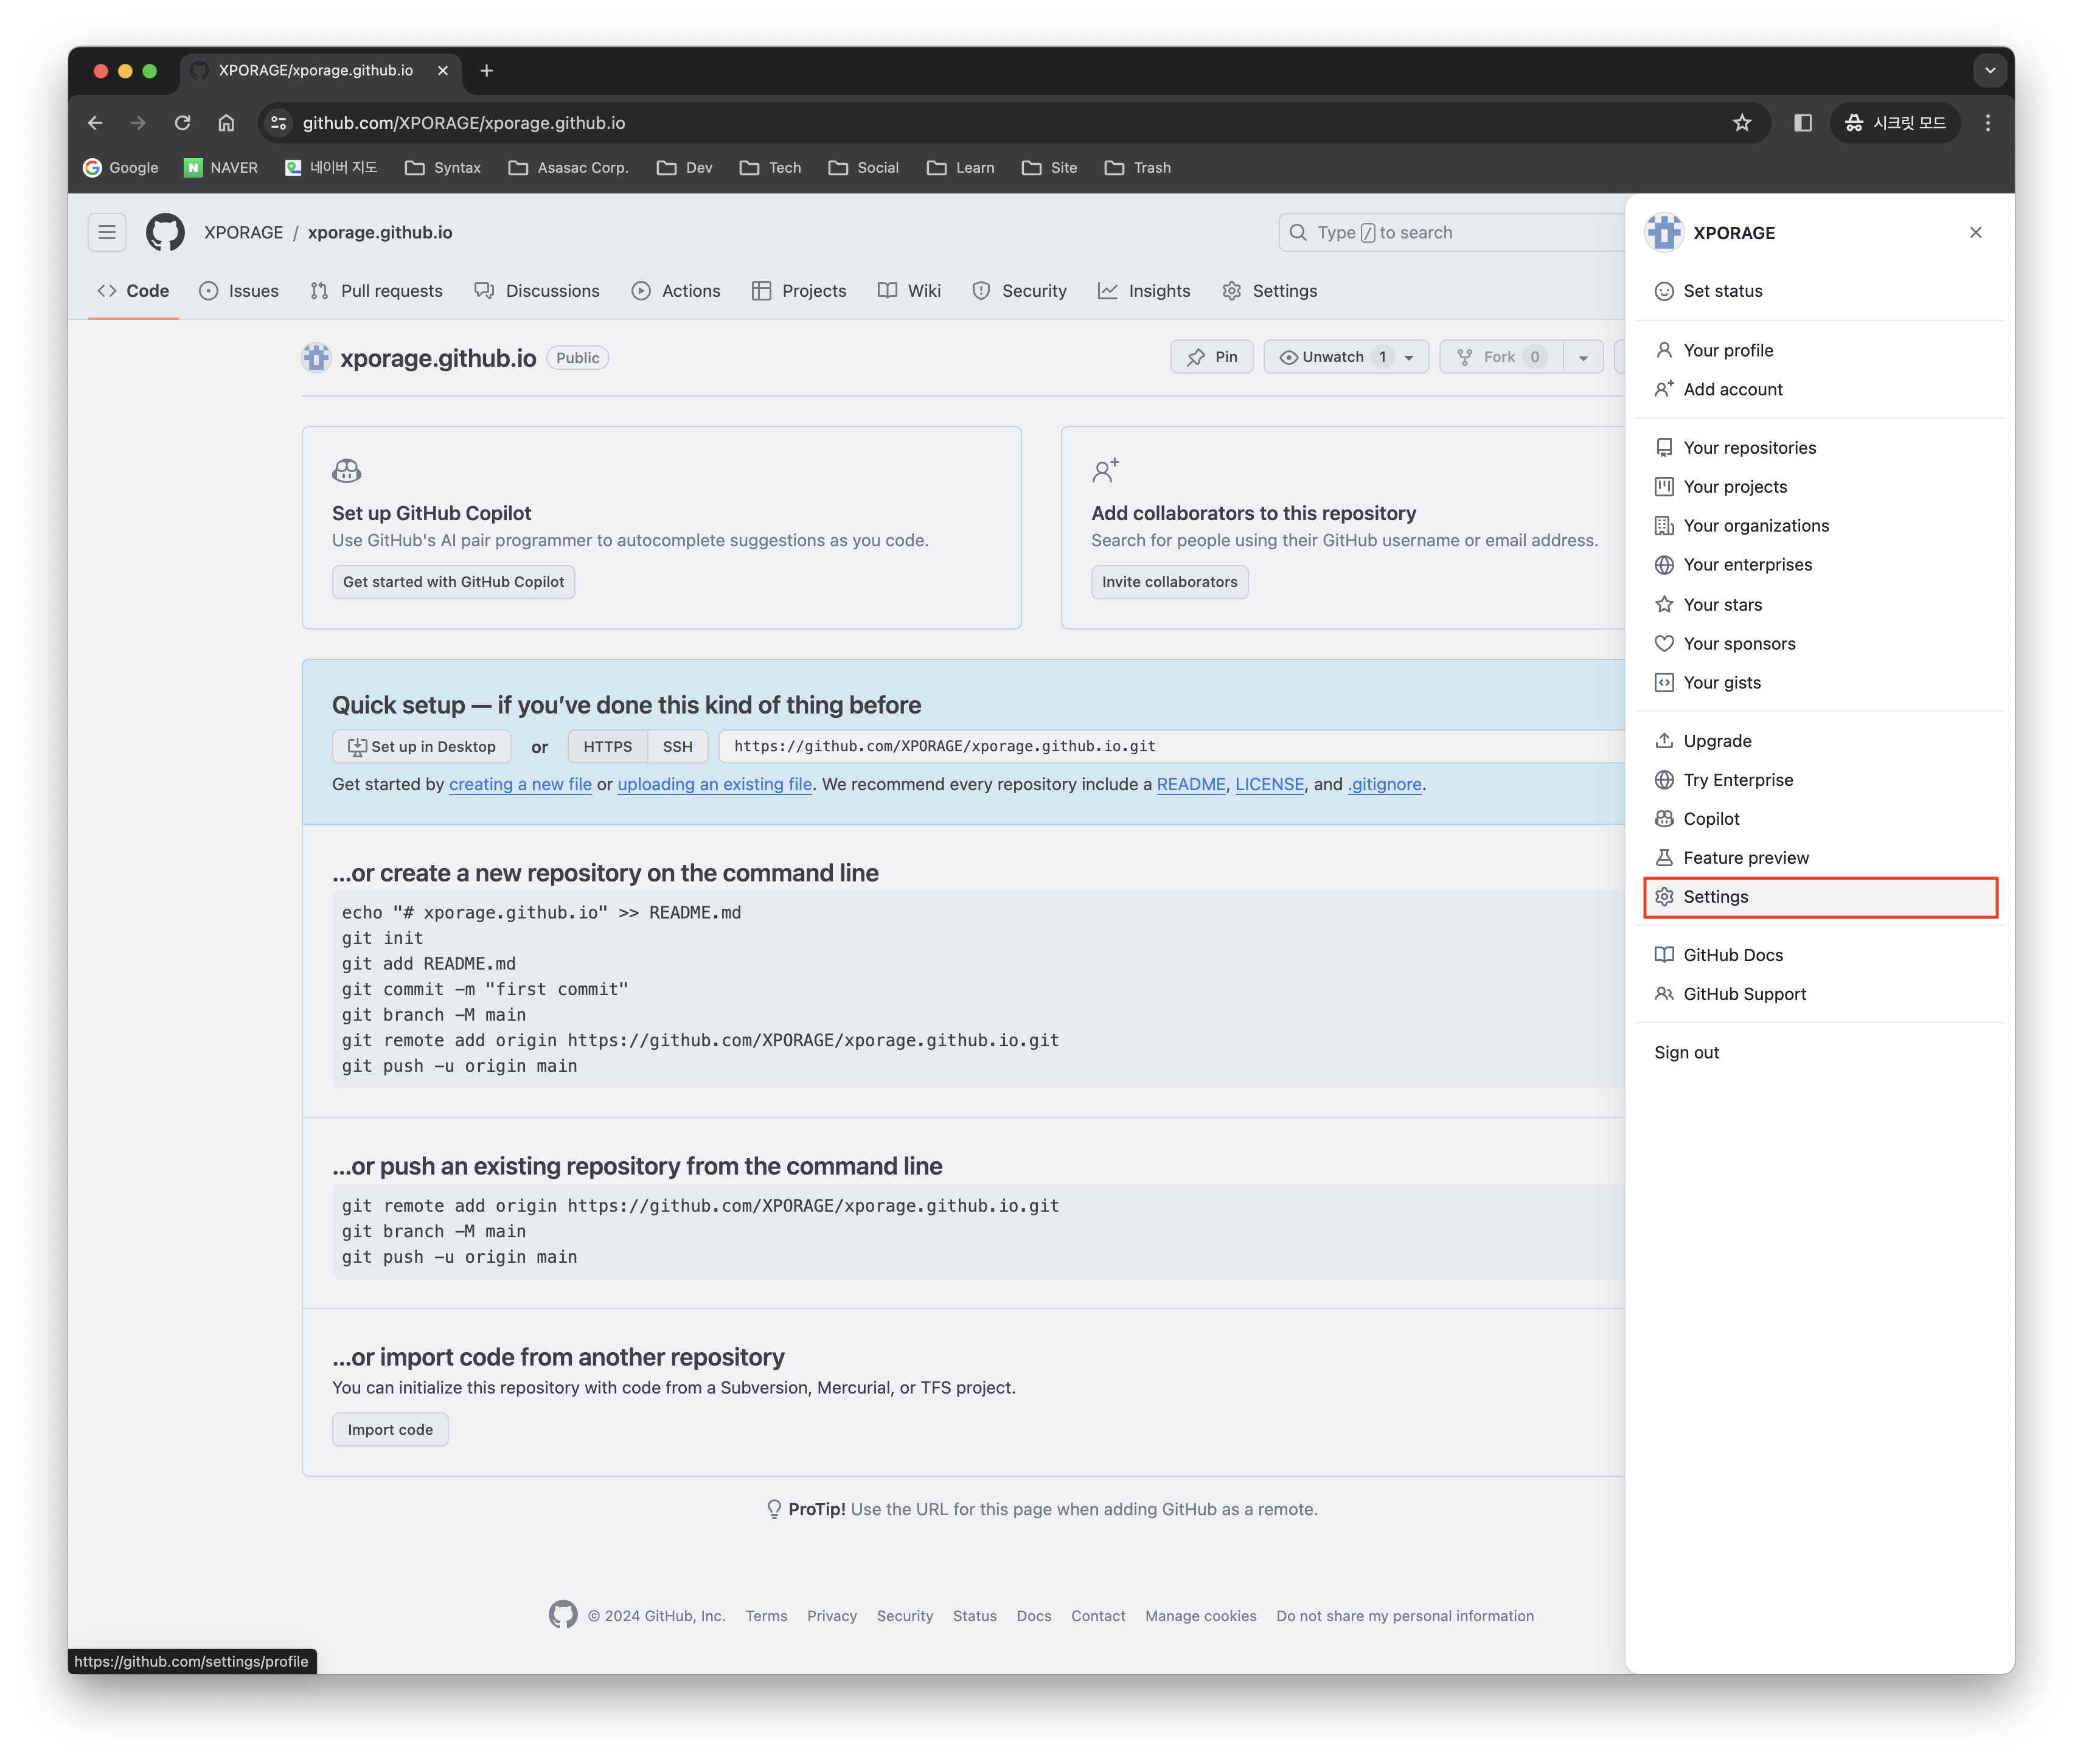 XPORAGE/xporage.github.io
github.com/XPORAGE/xporage.github.io
시크릿 모드
Google
NAVER
네이버 지도
Syntax
Asasac Corp.
Dev
Tech
Social
Learn
Site
Trash
XPORAGE / xporage.github.io
Type / to search
Code
Issues
Pull requests
Discussions
Actions
Projects
Wiki
Security
Insights
Settings
xporage.github.io Public
Pin
Unwatch 1
Fork 0
Set up GitHub Copilot
Use GitHub's AI pair programmer to autocomplete suggestions as you code.
Get started with GitHub Copilot
Add collaborators to this repository
Search for people using their GitHub username or email address.
Invite collaborators
Quick setup — if you’ve done this kind of thing before
Set up in Desktop or HTTPS SSH https://github.com/XPORAGE/xporage.github.io.git
Get started by creating a new file or uploading an existing file. We recommend every repository include a README, LICENSE, and .gitignore.
…or create a new repository on the command line
echo "# xporage.github.io" >> README.md
git init
git add README.md
git commit -m "first commit"
git branch -M main
git remote add origin https://github.com/XPORAGE/xporage.github.io.git
git push -u origin main
…or push an existing repository from the command line
git remote add origin https://github.com/XPORAGE/xporage.github.io.git
git branch -M main
git push -u origin main
…or import code from another repository
You can initialize this repository with code from a Subversion, Mercurial, or TFS project.
Import code
ProTip! Use the URL for this page when adding GitHub as a remote.
© 2024 GitHub, Inc. Terms Privacy Security Status Docs Contact Manage cookies Do not share my personal information
https://github.com/settings/profile
XPORAGE
Set status
Your profile
Add account
Your repositories
Your projects
Your organizations
Your enterprises
Your stars
Your sponsors
Your gists
Upgrade
Try Enterprise
Copilot
Feature preview
Settings
GitHub Docs
GitHub Support
Sign out